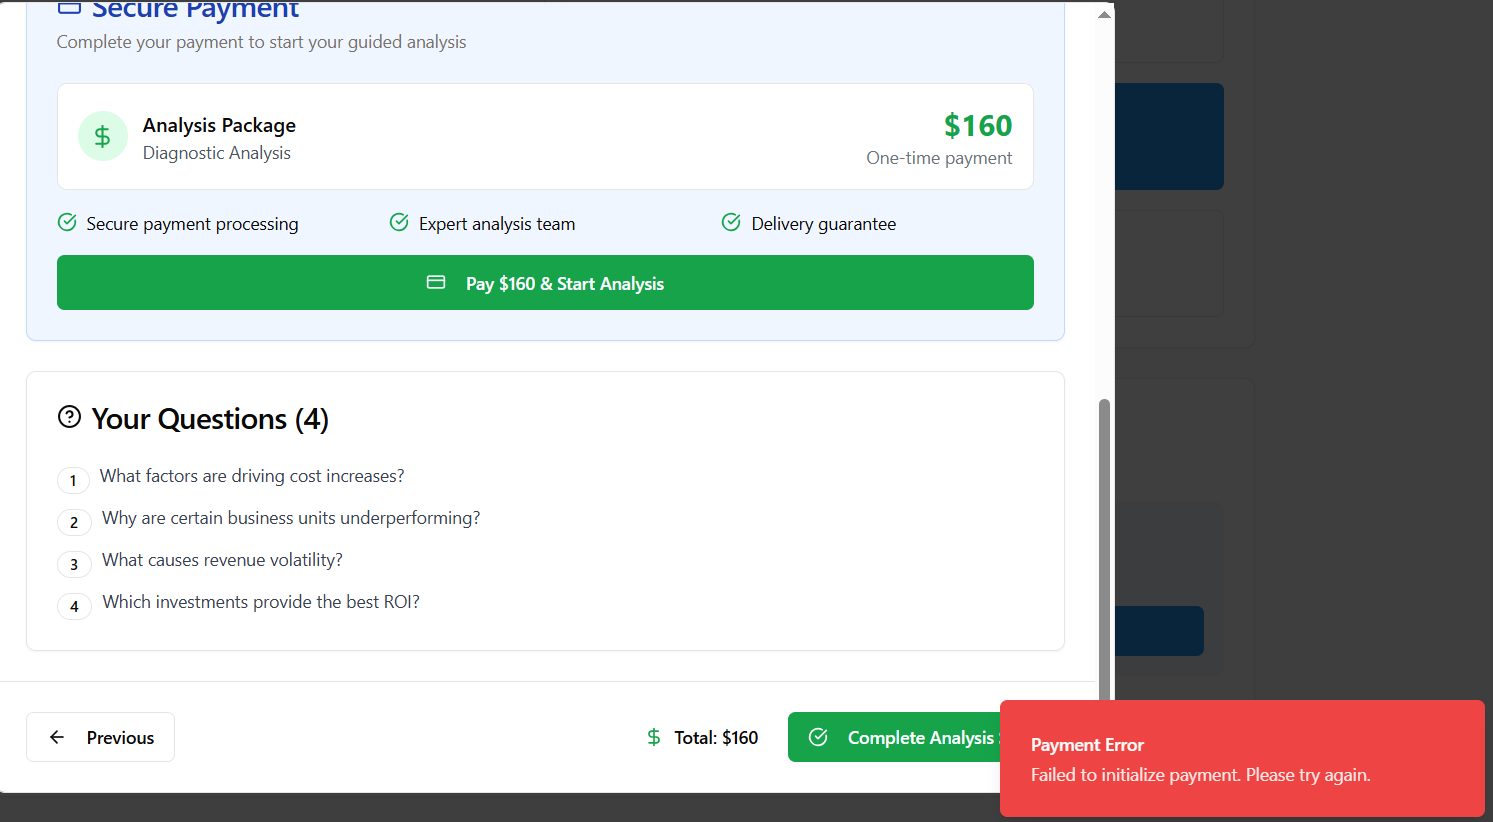 Secure Payment
Complete your payment to start your guided analysis
Analysis Package
Diagnostic Analysis
$160
One-time payment
Secure payment processing
Expert analysis team
Delivery guarantee
Pay $160 & Start Analysis
Your Questions (4)
1 What factors are driving cost increases?
2 Why are certain business units underperforming?
3 What causes revenue volatility?
4 Which investments provide the best ROI?
Previous
$ Total: $160
Complete Analysis
Payment Error
Failed to initialize payment. Please try again.